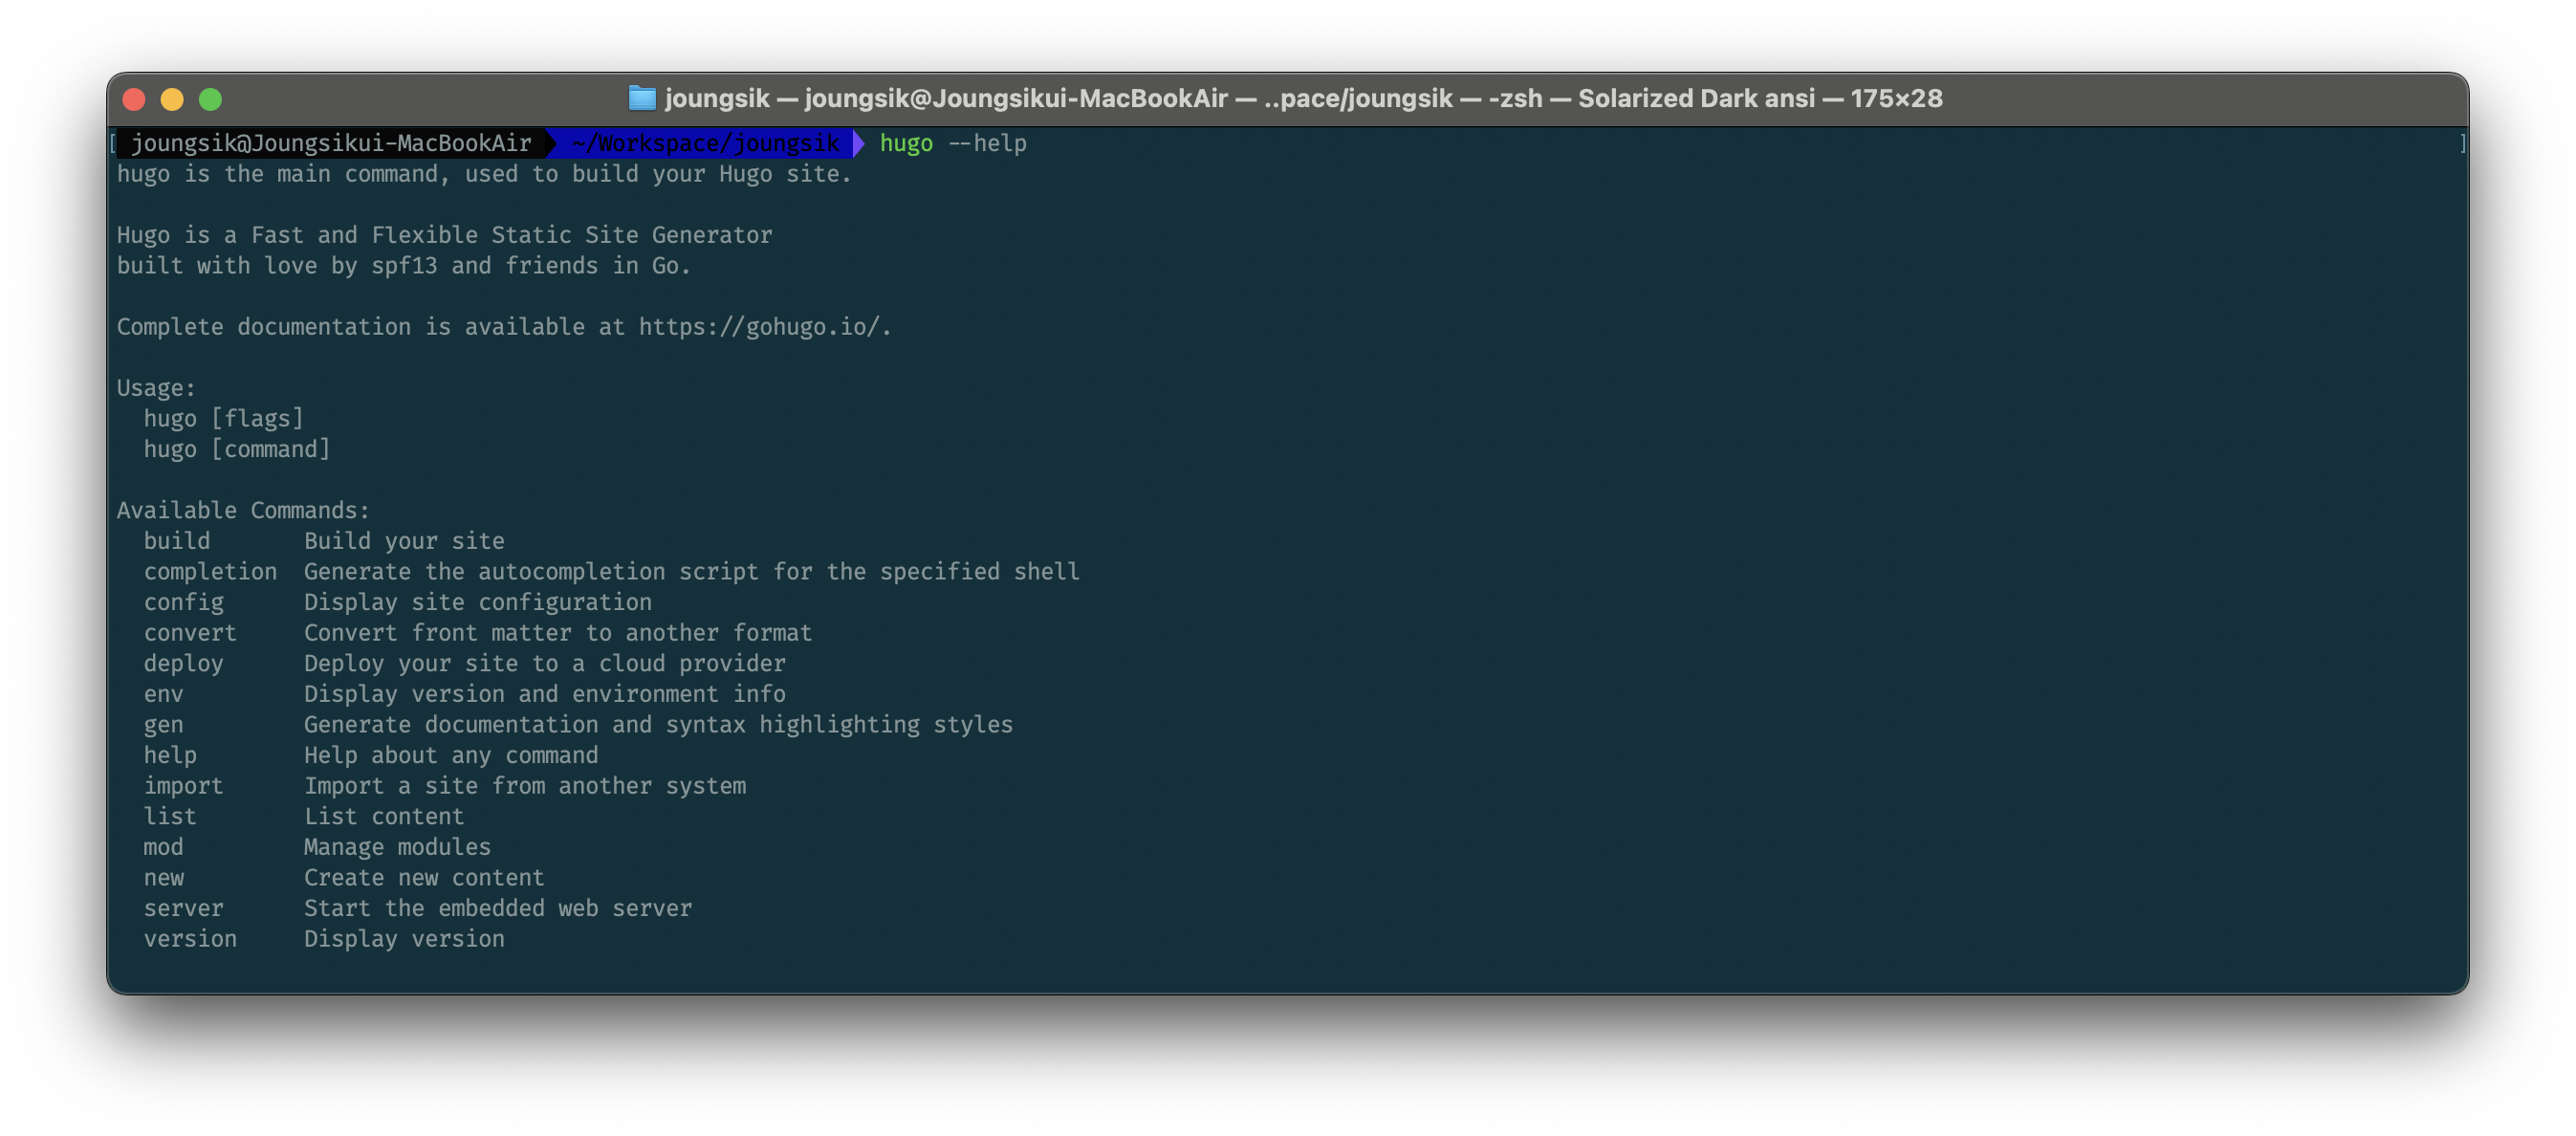 joungsik — joungsik@Joungsikui-MacBookAir — ..pace/joungsik — -zsh — Solarized Dark ansi — 175×28
[ joungsik@Joungsikui-MacBookAir ~/Workspace/joungsik hugo --help ]
hugo is the main command, used to build your Hugo site.

Hugo is a Fast and Flexible Static Site Generator
built with love by spf13 and friends in Go.

Complete documentation is available at https://gohugo.io/.

Usage:
  hugo [flags]
  hugo [command]

Available Commands:
  build       Build your site
  completion  Generate the autocompletion script for the specified shell
  config      Display site configuration
  convert     Convert front matter to another format
  deploy      Deploy your site to a cloud provider
  env         Display version and environment info
  gen         Generate documentation and syntax highlighting styles
  help        Help about any command
  import      Import a site from another system
  list        List content
  mod         Manage modules
  new         Create new content
  server      Start the embedded web server
  version     Display version